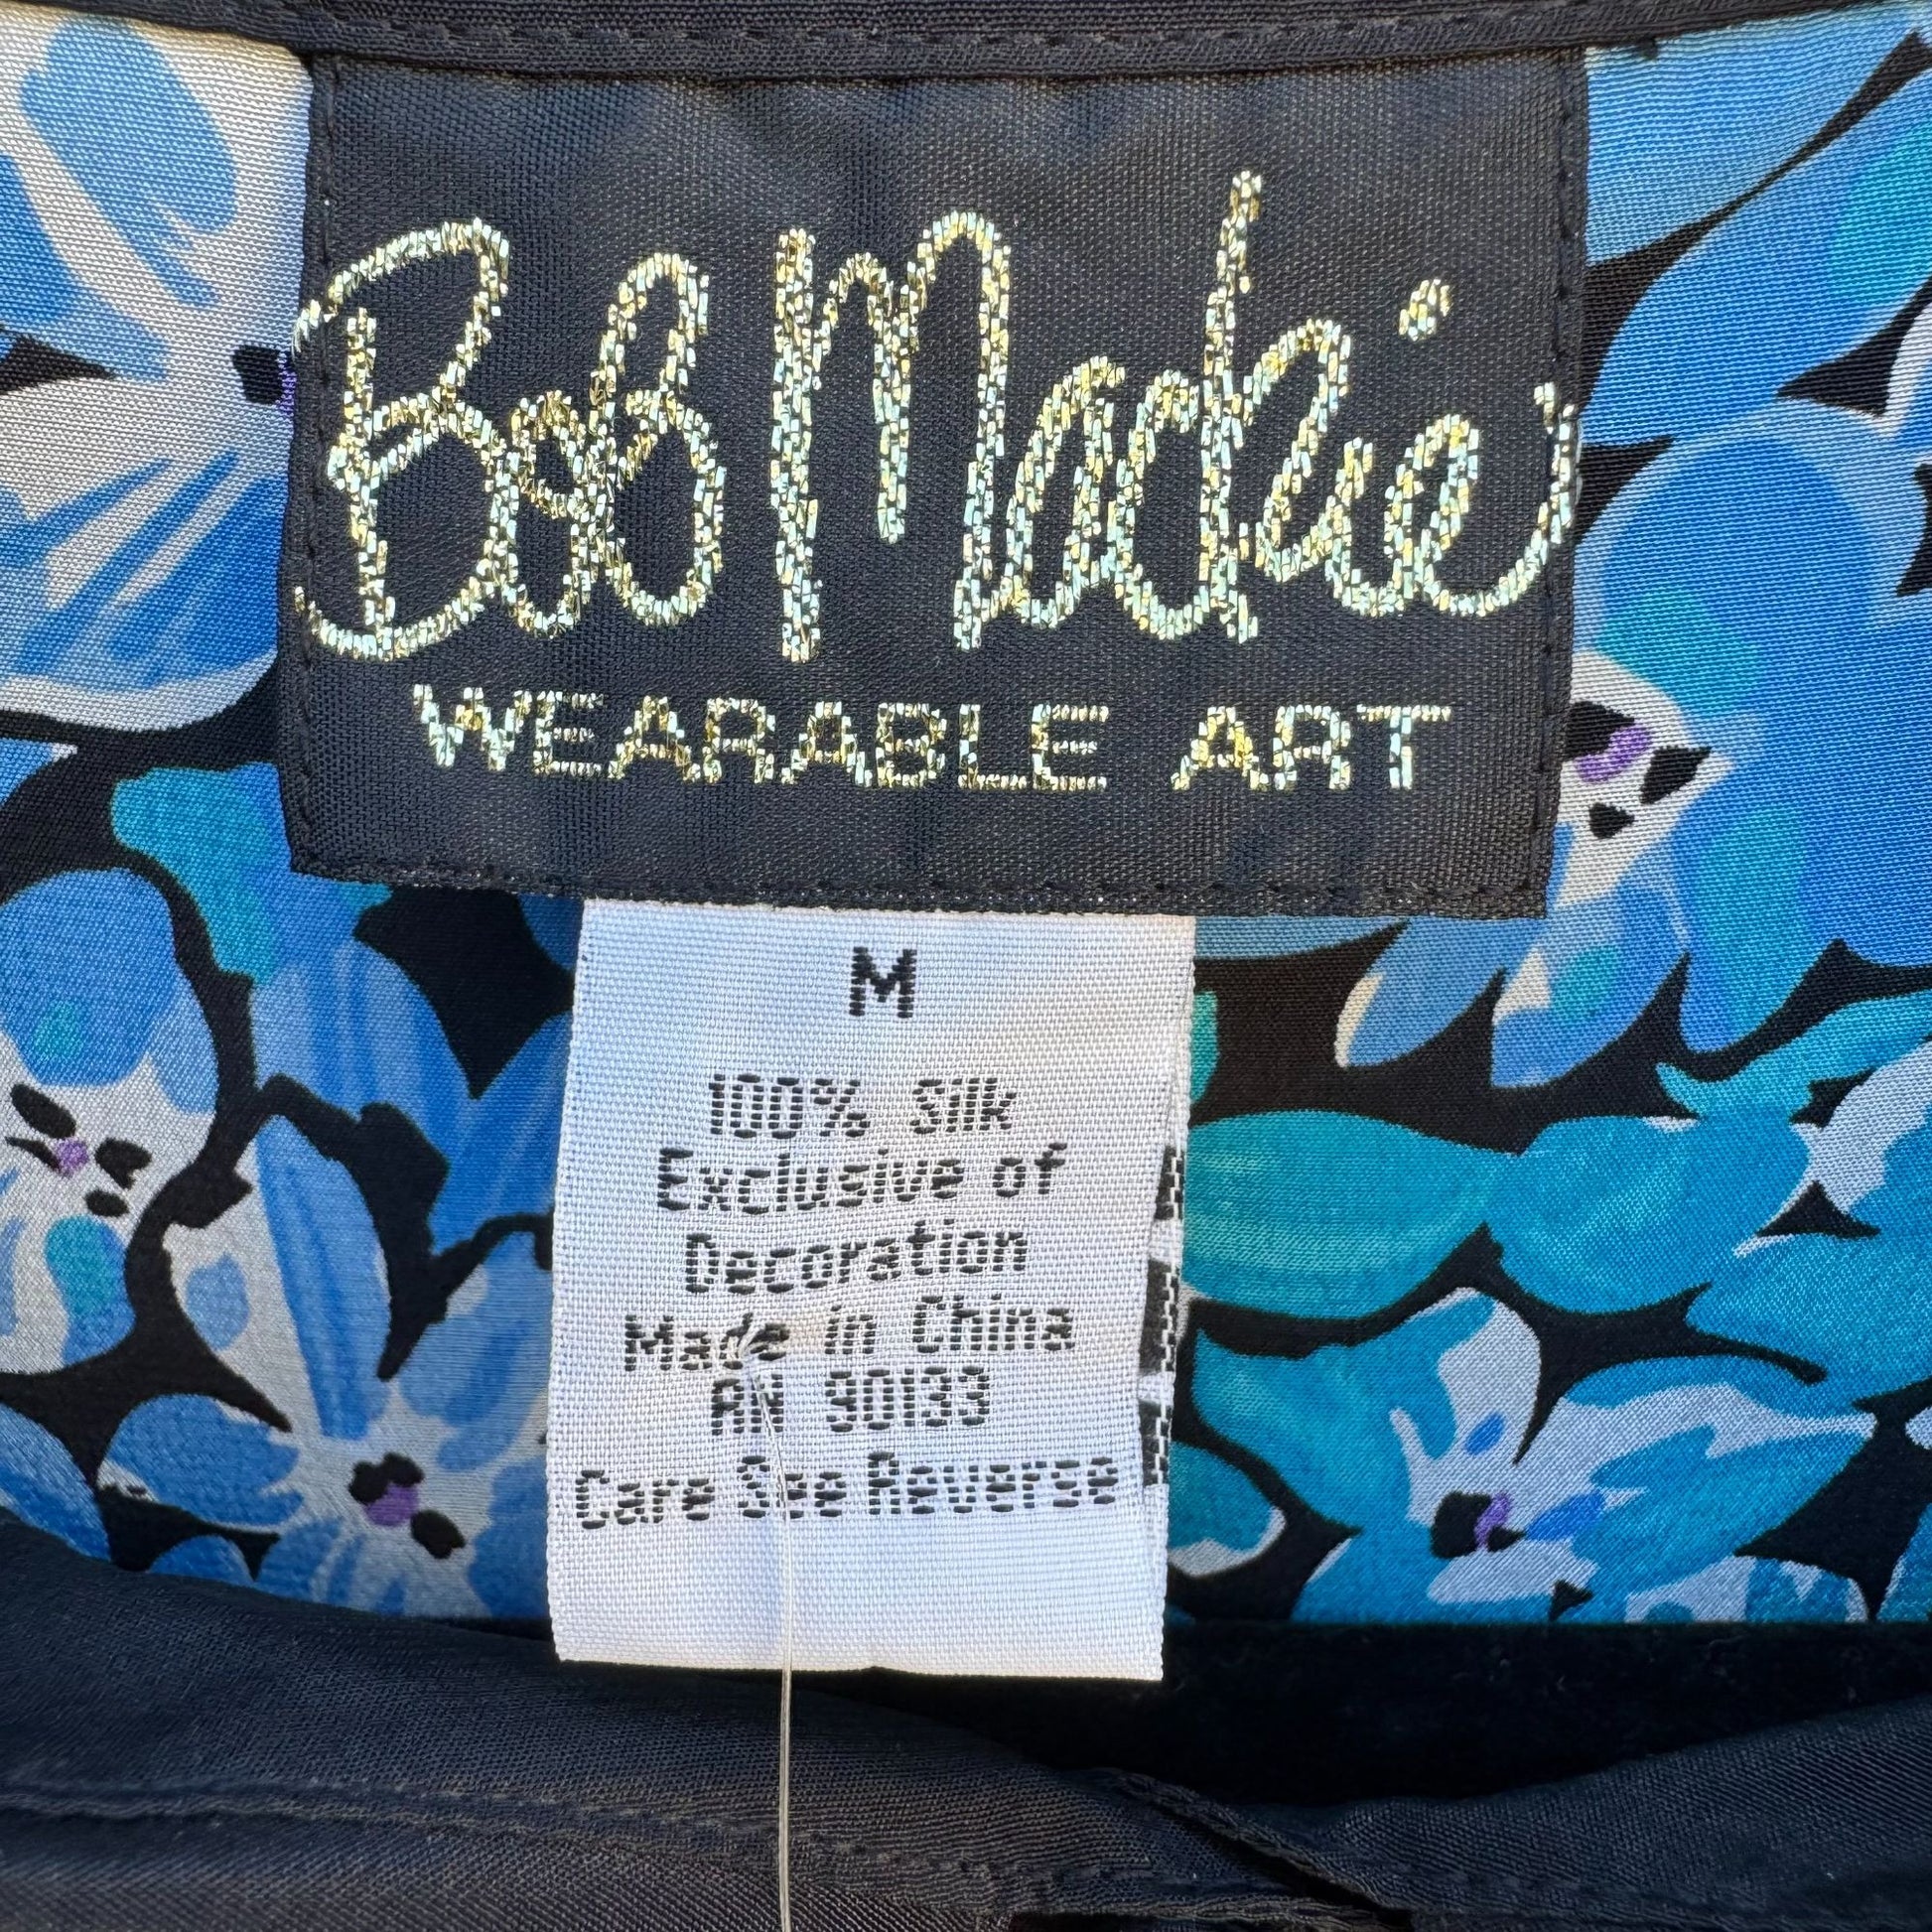 Bob Mackie
WEARABLE ART
M
100% Silk
Exclusive of
Decoration
Made in China
RN 90133
Care See Reverse